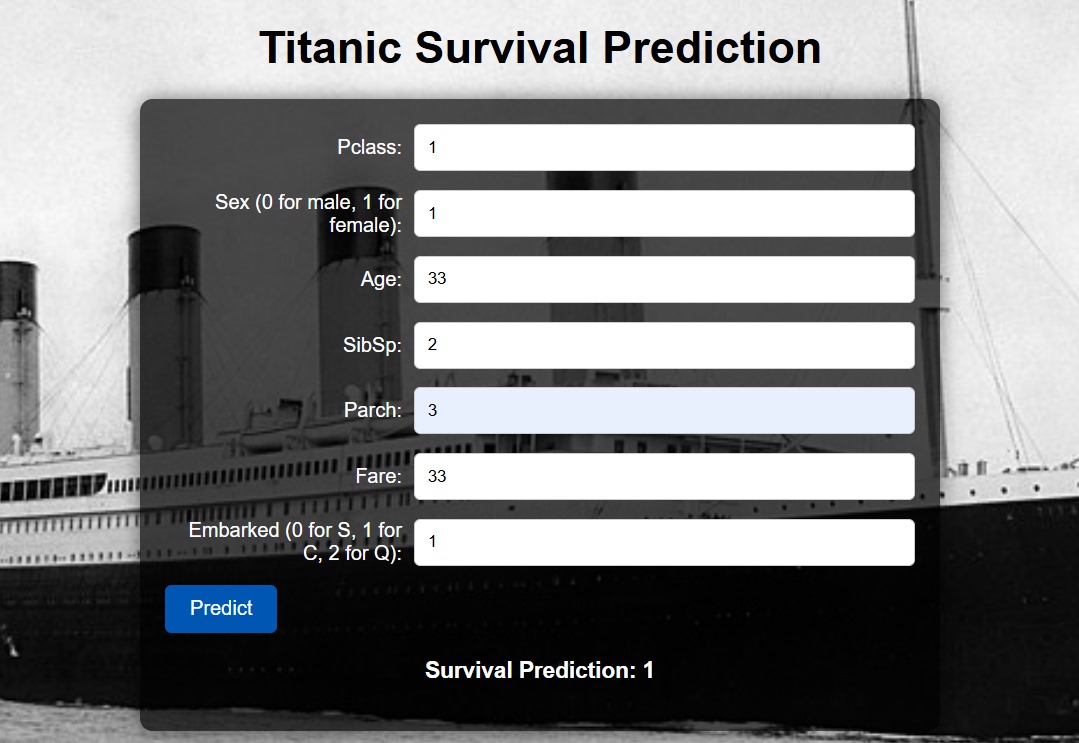 Titanic Survival Prediction
Pclass: 1
Sex (0 for male, 1 for
female): 1
Age: 33
SibSp: 2
Parch: 3
Fare: 33
Embarked (0 for S, 1 for
C, 2 for Q): 1
Predict
Survival Prediction: 1